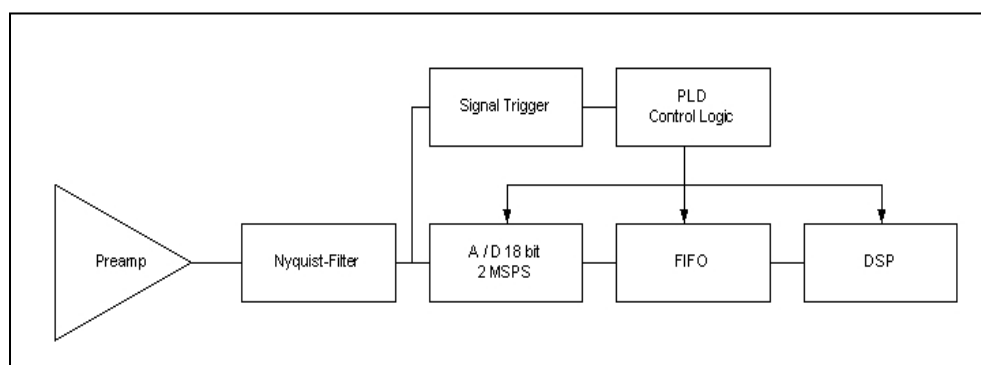 Signal Trigger
PLD
Control Logic
Preamp
Nyquist-Filter
A / D 18 bit
2 MSPS
FIFO
DSP